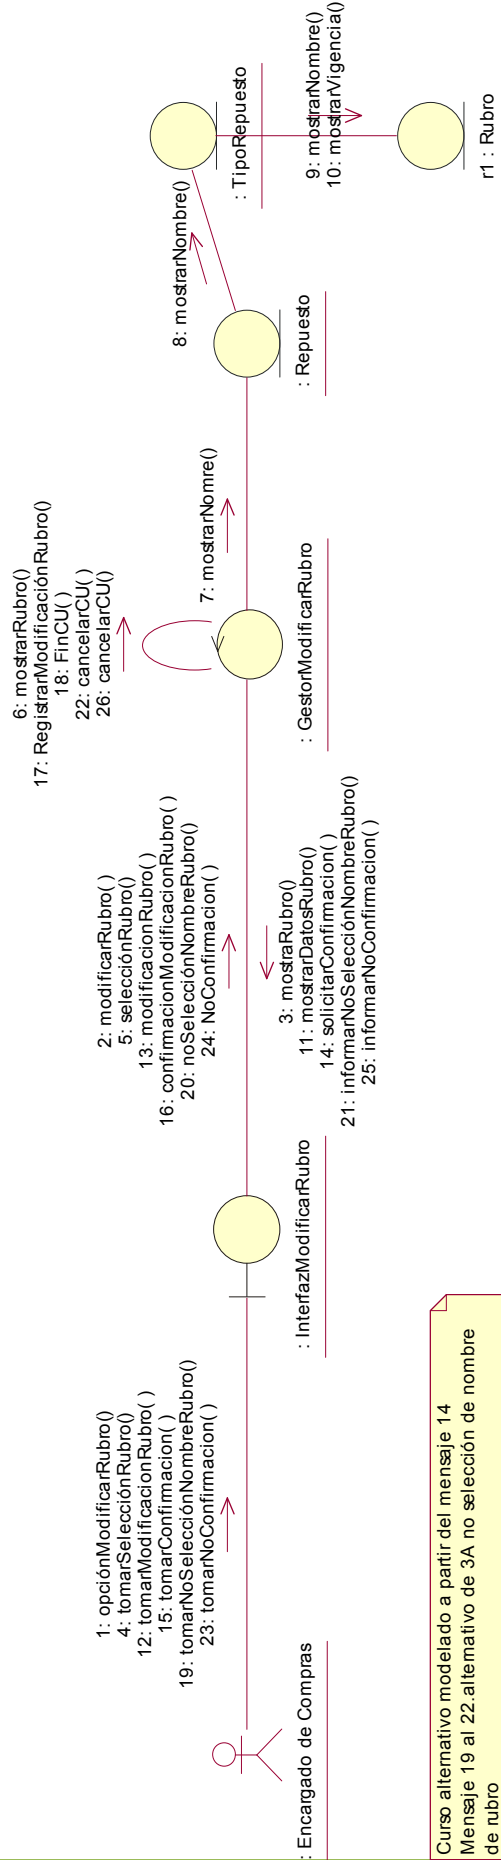 1: opciónModificarRubro()
4: tomarSelecciónRubro()
12: tomarModificacionRubro( )
15: tomarConfirmacion( )
19: tomarNoSelecciónNombreRubro()
23: tomarNoConfirmacion( )
: Encargado de Compras
2: modificarRubro( )
5: selecciónRubro()
13: modificacionRubro( )
16: confirmacionModificacionRubro( )
20: noSelecciónNombreRubro()
24: NoConfirmacion( )
: InterfazModificarRubro
3: mostraRubro()
11: mostrarDatosRubro()
14: solicitarConfirmacion( )
21: informarNoSelecciónNombreRubro()
25: informarNoConfirmacion( )
6: mostrarRubro()
17: RegistrarModificaciónRubro()
18: FinCU( )
22: cancelarCU( )
26: cancelarCU()
: GestorModificarRubro
7: mostrarNomre()
: Repuesto
8: mostrarNombre()
: TipoRepuesto
9: mostrarNombre()
10: mostrarVigencia()
r1 : Rubro
Curso alternativo modelado a partir del mensaje 14
Mensaje 19 al 22.alternativo de 3A no selección de nombre
de rubro